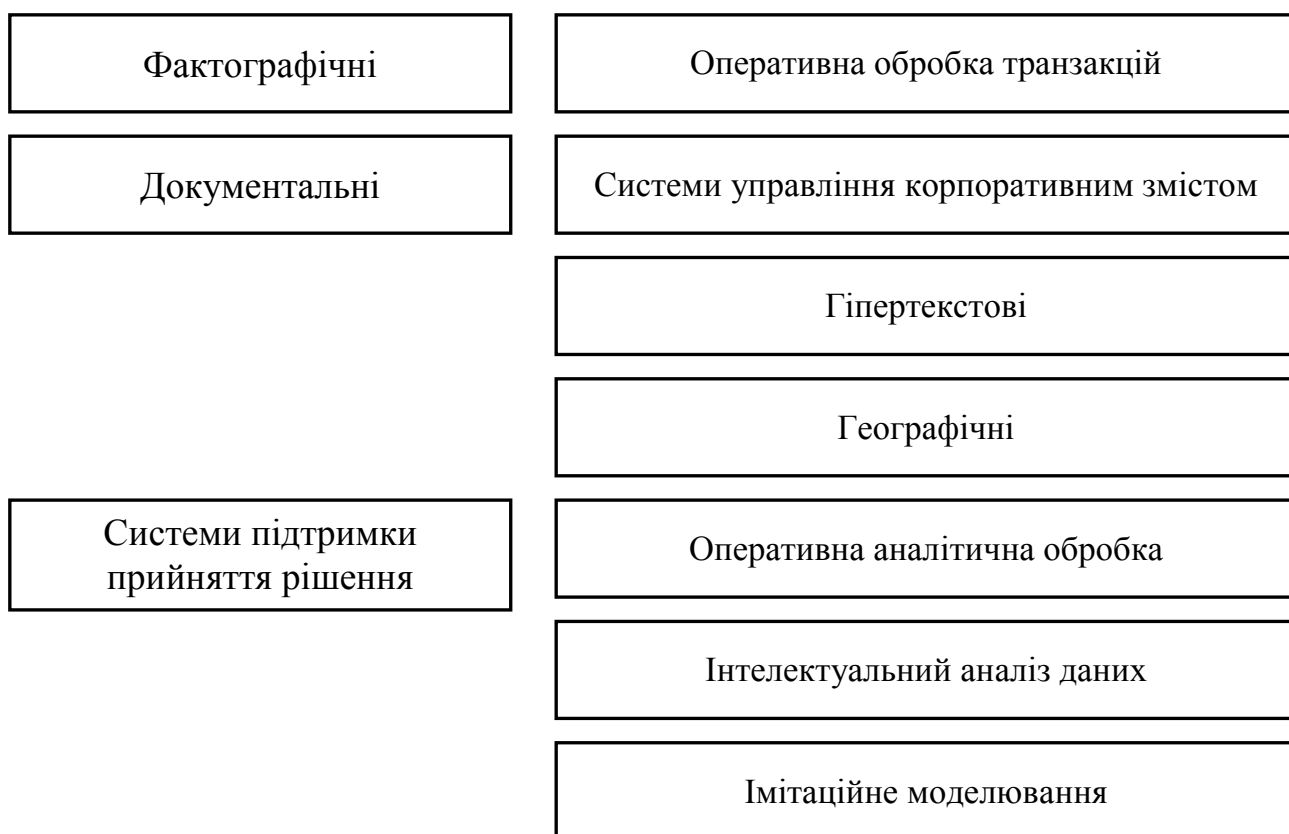 Фактографічні
Оперативна обробка транзакцій
Документальні
Системи управління корпоративним змістом
Гіпертекстові
Географічні
Системи підтримки
прийняття рішення
Оперативна аналітична обробка
Інтелектуальний аналіз даних
Імітаційне моделювання